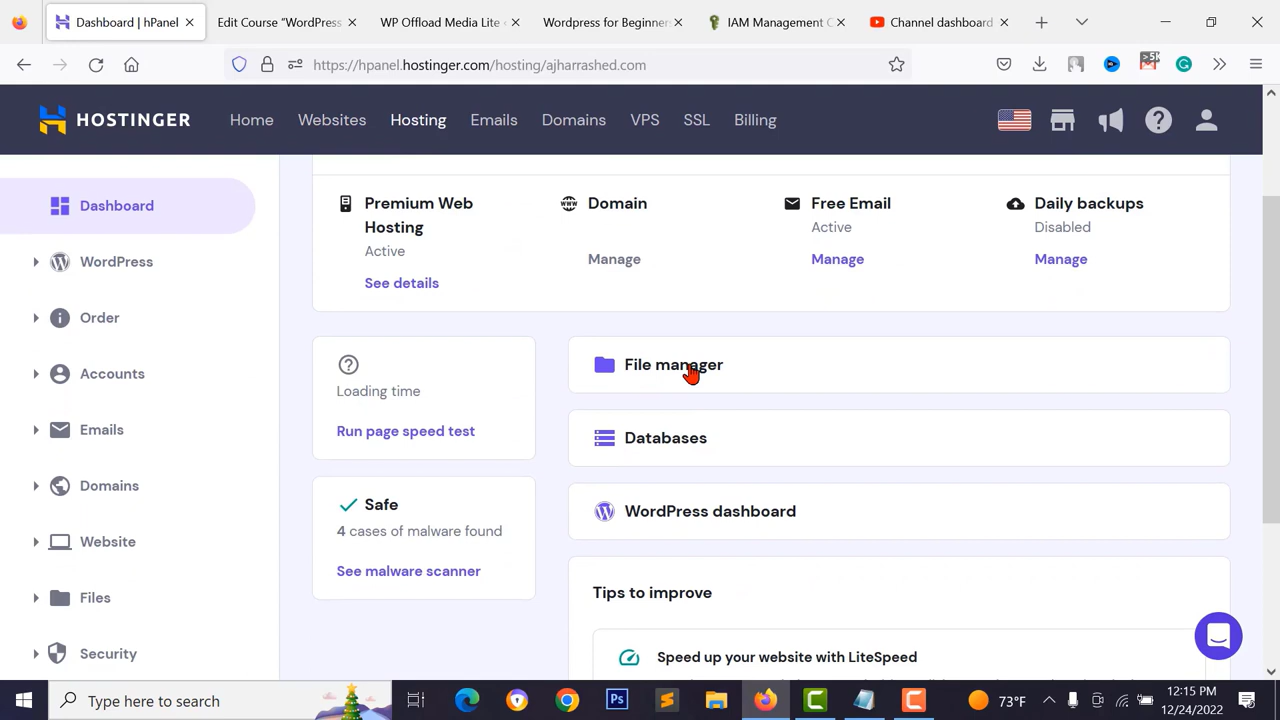 Dashboard | hPanel
Edit Course "WordPress
WP Offload Media Lite
Wordpress for Beginner
IAM Management C
Channel dashboard
https://hpanel.hostinger.com/hosting/ajharrashed.com
>5K
HOSTINGER
Home
Websites
Hosting
Emails
Domains
VPS
SSL
Billing
Dashboard
WordPress
Order
Accounts
Emails
Domains
Website
Files
Security
Premium Web
Hosting
Active
See details
WWW
Domain
Manage
Free Email
Active
Manage
Daily backups
Disabled
Manage
Loading time
Run page speed test
Safe
4 cases of malware found
See malware scanner
File manager
Databases
WordPress dashboard
Tips to improve
Speed up your website with LiteSpeed
Type here to search
Ps
73°F
12:15 PM
12/24/2022